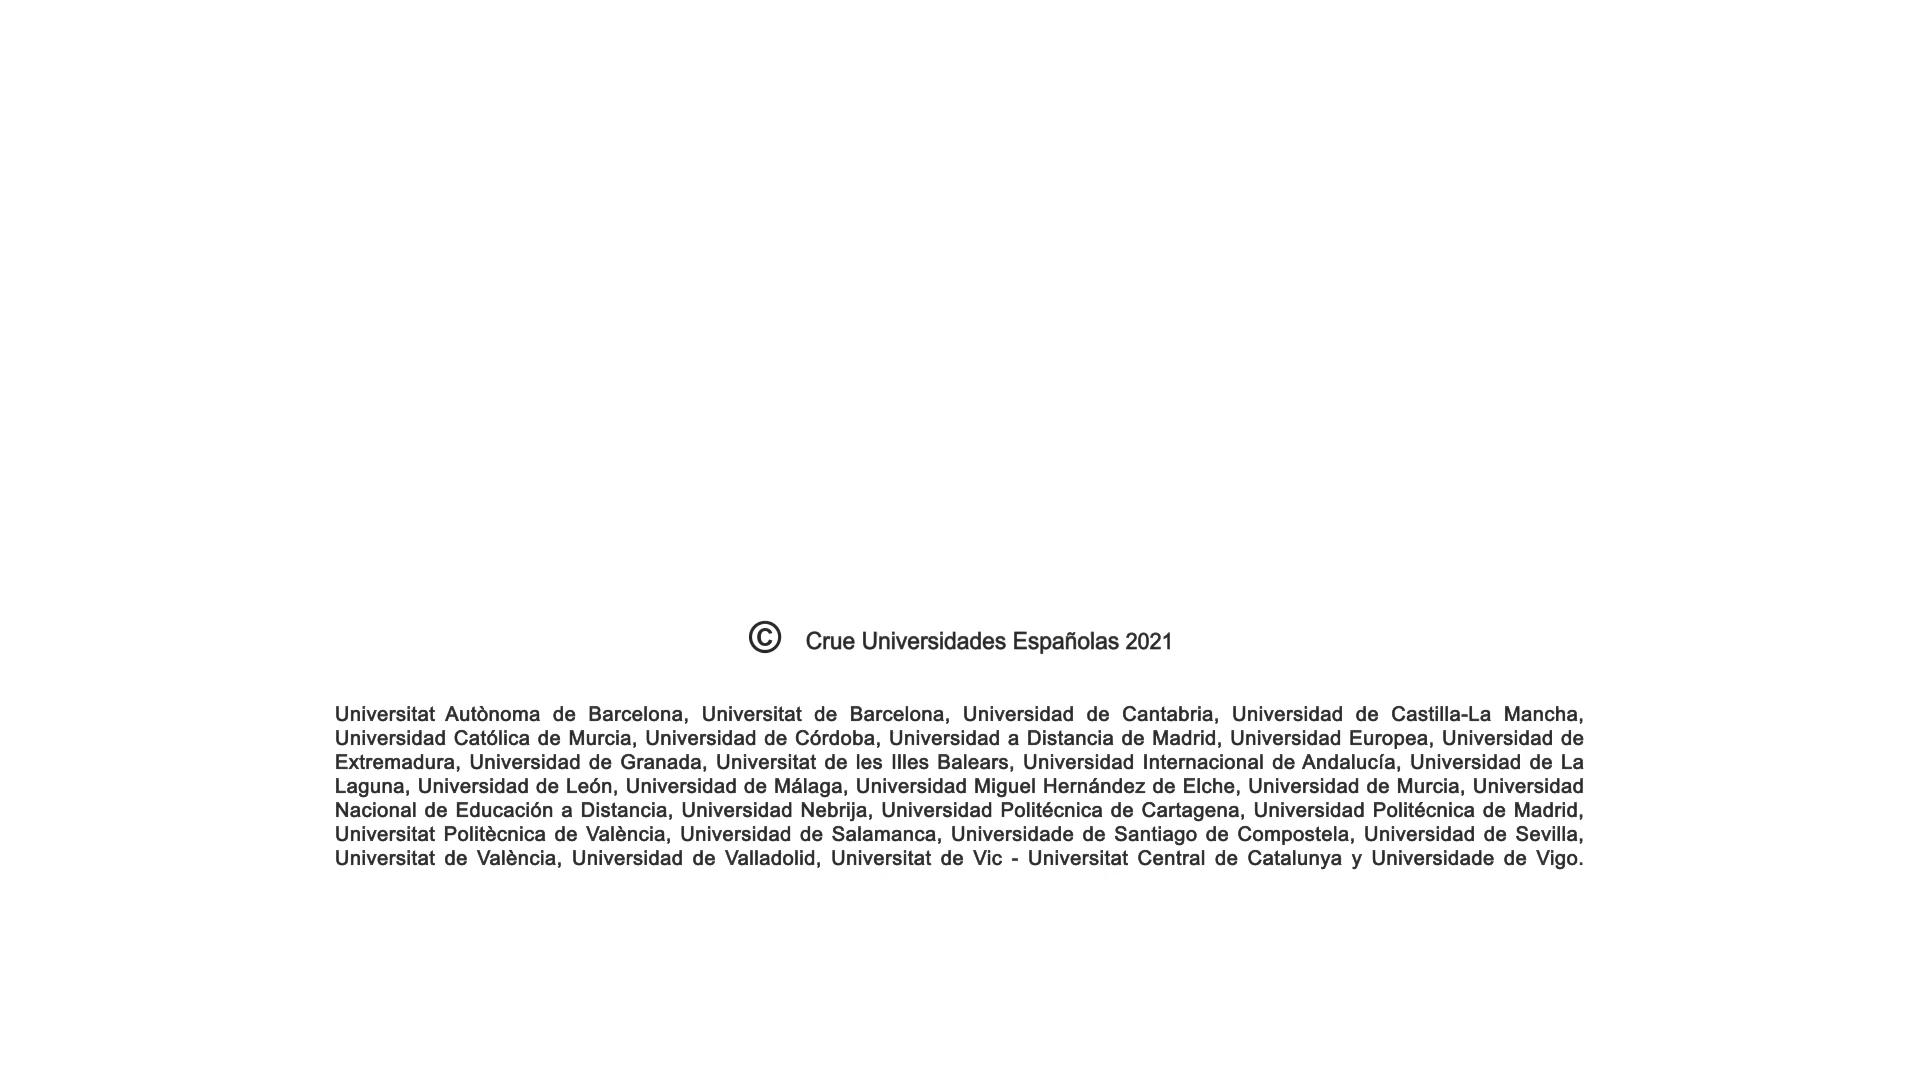 © Crue Universidades Españolas 2021
Universitat Autònoma de Barcelona, Universitat de Barcelona, Universidad de Cantabria, Universidad de Castilla-La Mancha,
Universidad Católica de Murcia, Universidad de Córdoba, Universidad a Distancia de Madrid, Universidad Europea, Universidad de
Extremadura, Universidad de Granada, Universitat de les Illes Balears, Universidad Internacional de Andalucía, Universidad de La
Laguna, Universidad de León, Universidad de Málaga, Universidad Miguel Hernández de Elche, Universidad de Murcia, Universidad
Nacional de Educación a Distancia, Universidad Nebrija, Universidad Politécnica de Cartagena, Universidad Politécnica de Madrid,
Universitat Politècnica de València, Universidad de Salamanca, Universidade de Santiago de Compostela, Universidad de Sevilla,
Universitat de València, Universidad de Valladolid, Universitat de Vic - Universitat Central de Catalunya y Universidade de Vigo.